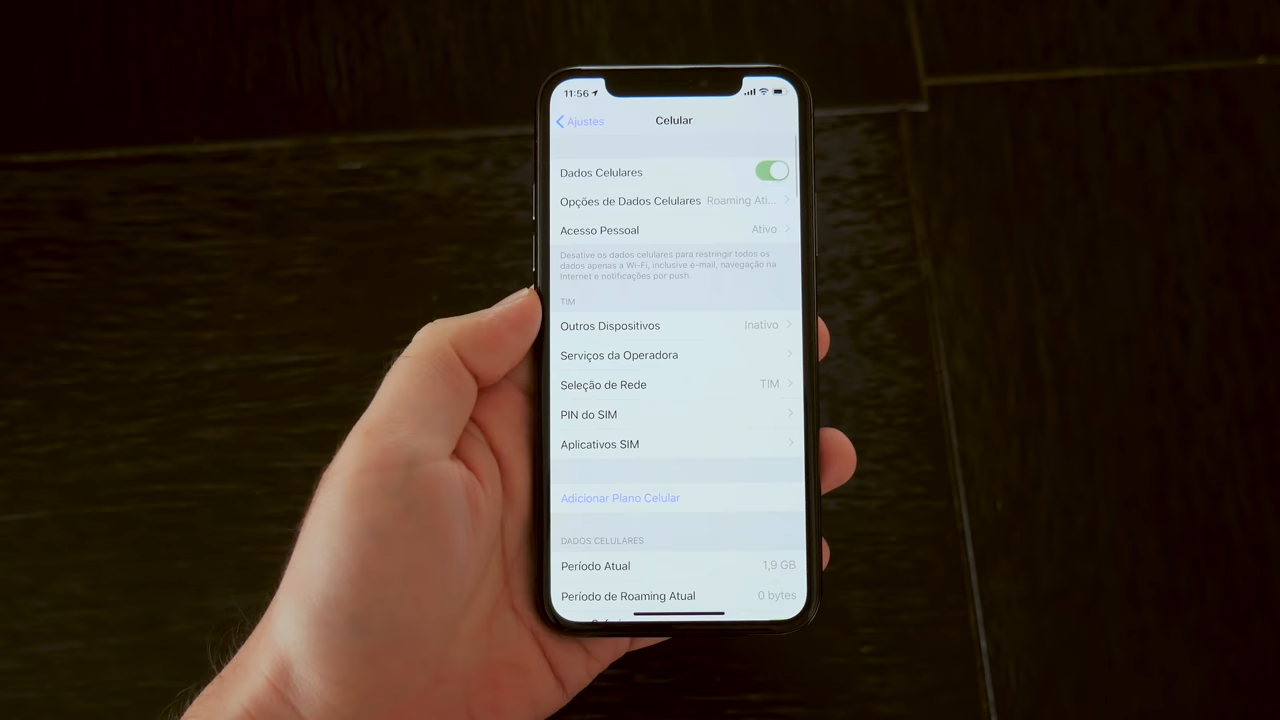 11:56
Ajustes
Celular
Dados Celulares
Opções de Dados Celulares Roaming Ati...
Acesso Pessoal Ativo
Desative os dados celulares para restringir todos os
dados apenas a Wi-Fi, inclusive e-mail, navegação na
Internet e notificações por push.
TIM
Outros Dispositivos Inativo
Serviços da Operadora
Seleção de Rede TIM
PIN do SIM
Aplicativos SIM
Adicionar Plano Celular
DADOS CELULARES
Período Atual 1,9 GB
Período de Roaming Atual 0 bytes